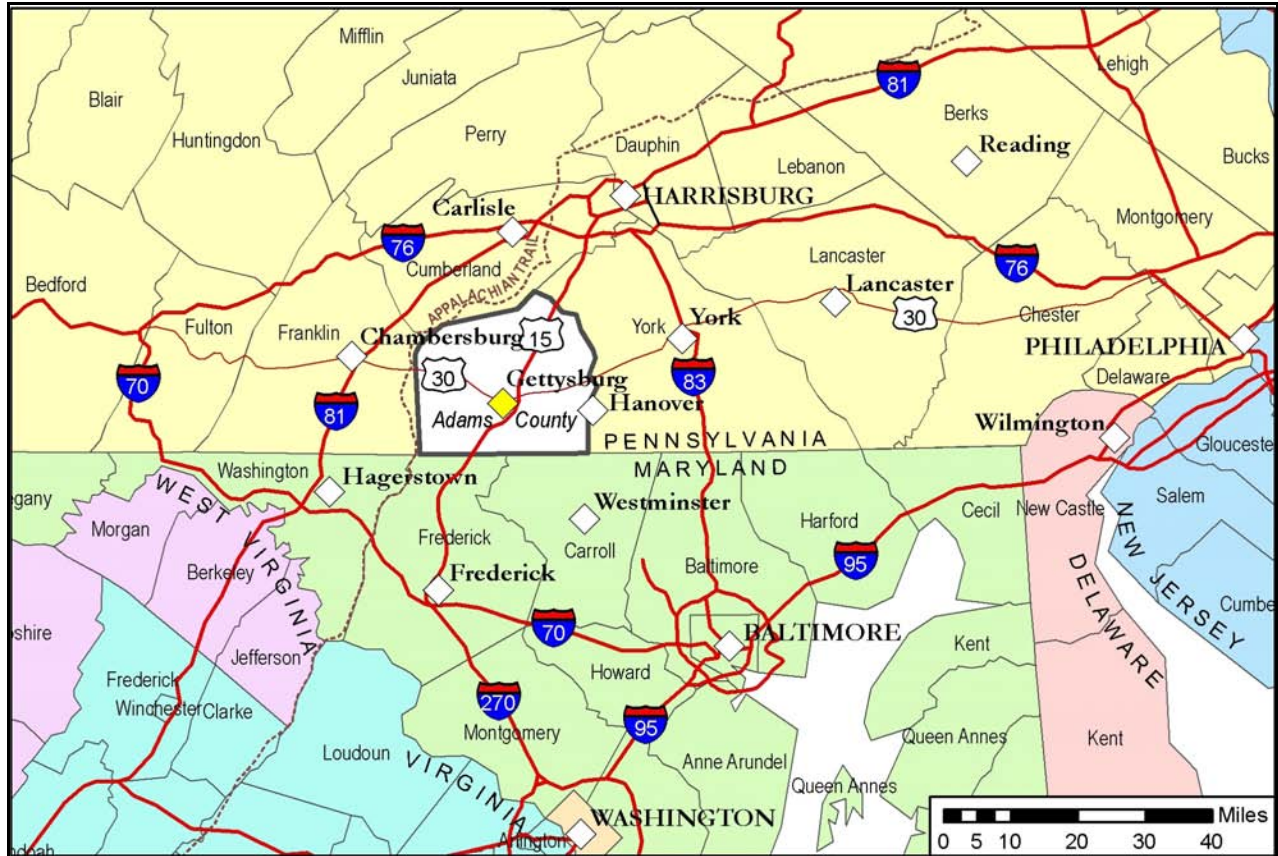 Mifflin
Juniata
Blair
Huntingdon
Perry
Dauphin
Lebanon
81
Berks
Reading
Lehigh
Bucks
Montgomery
HARRISBURG
Carlisle
76
Cumberland
APPALACHIAN TRAIL
Bedford
Fulton
Franklin
Chambersburg
15
30
Gettysburg
Adams County
Hanover
York
York
83
Lancaster
Lancaster
30
76
Chester
PHILADELPHIA
Delaware
70
81
PENNSYLVANIA
MARYLAND
Wilmington
Gloucester
Washington
Hagerstown
egany
WEST VIRGINIA
Morgan
Berkeley
Jefferson
Frederick
Frederick
Westminster
Carroll
Baltimore
Harford
95
Cecil
New Castle
Salem
NEW JERSEY
DELAWARE
Cumbe
pshire
70
BALTIMORE
Howard
Kent
Frederick
Winchester
Clarke
270
95
Montgomery
Loudoun
VIRGINIA
Anne Arundel
Queen Annes
Queen Annes
Kent
WASHINGTON
Arlington
ndoah
Miles
0 5 10 20 30 40